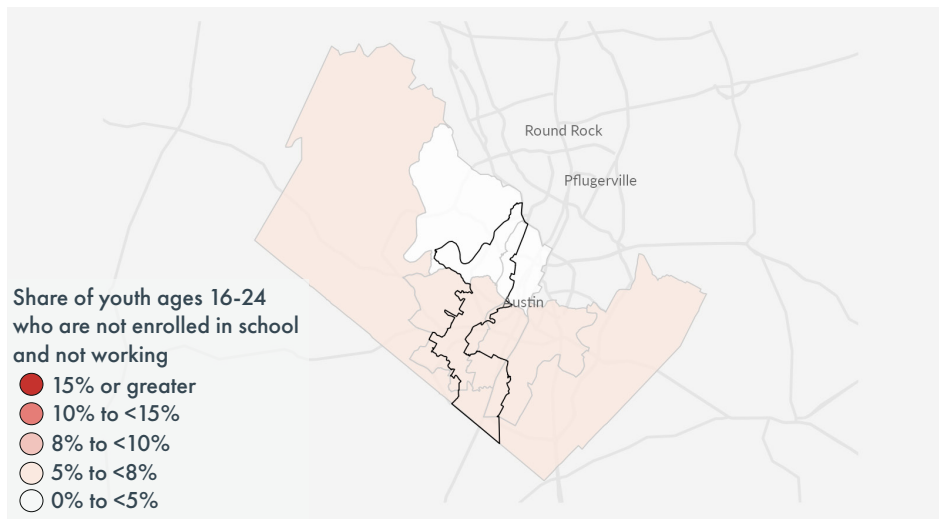 Round Rock
Pflugerville
Austin
Share of youth ages 16-24
who are not enrolled in school
and not working
15% or greater
10% to <15%
8% to <10%
5% to <8%
0% to <5%